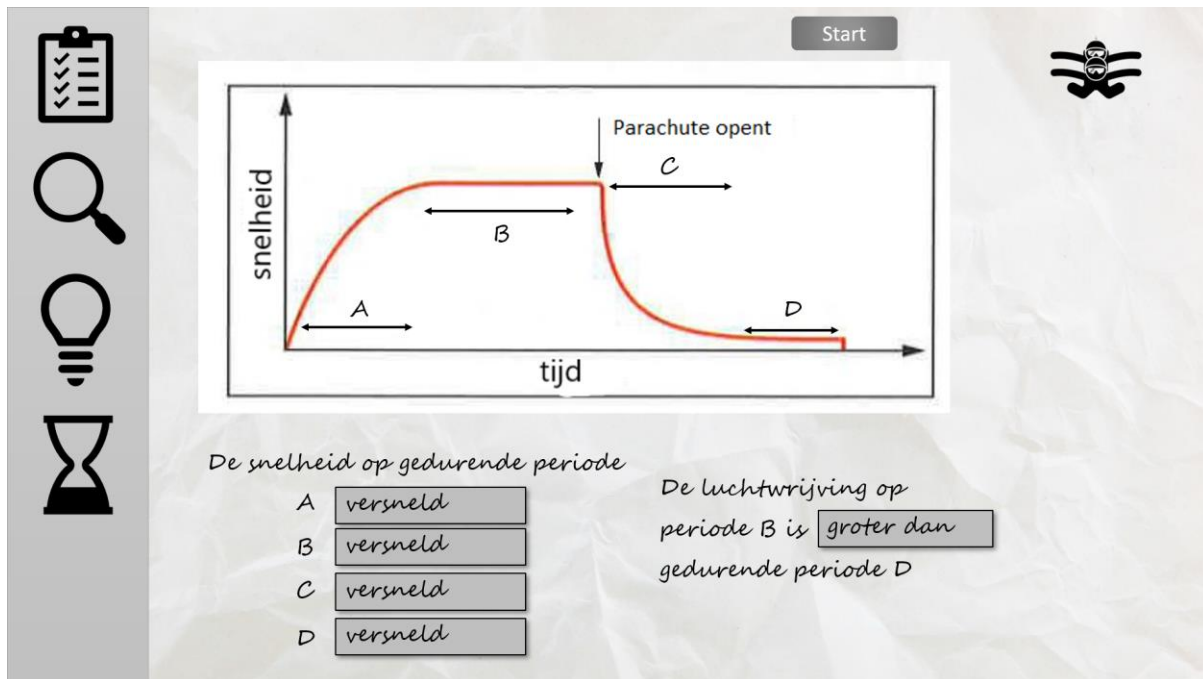 Start
Parachute opent
C
snelheid
B
A
D
tijd
De snelheid op gedurende periode
A versneld
B versneld
C versneld
D versneld
De luchtwrijving op
periode B is groter dan
gedurende periode D